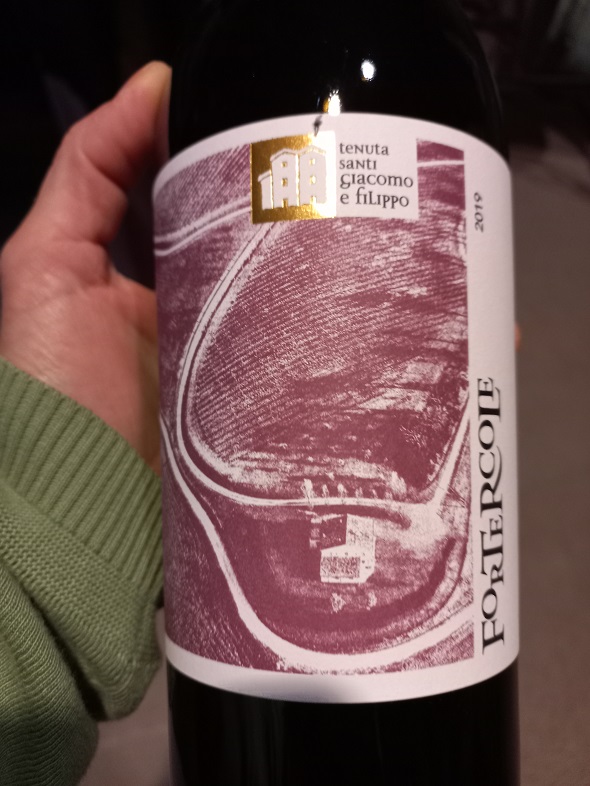 tenuta
santi
giacomo
e filippo
2019
FORTERCOLE